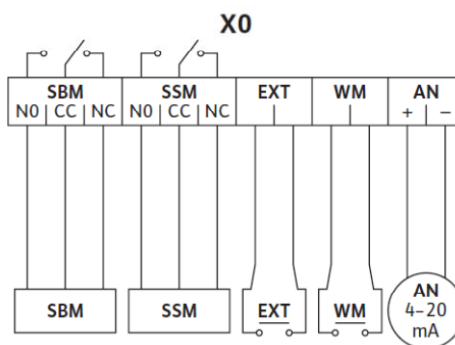 X0
SBM SSM EXT WM AN
N0 CC NC N0 CC NC + −
SBM SSM EXT WM AN
4–20
mA